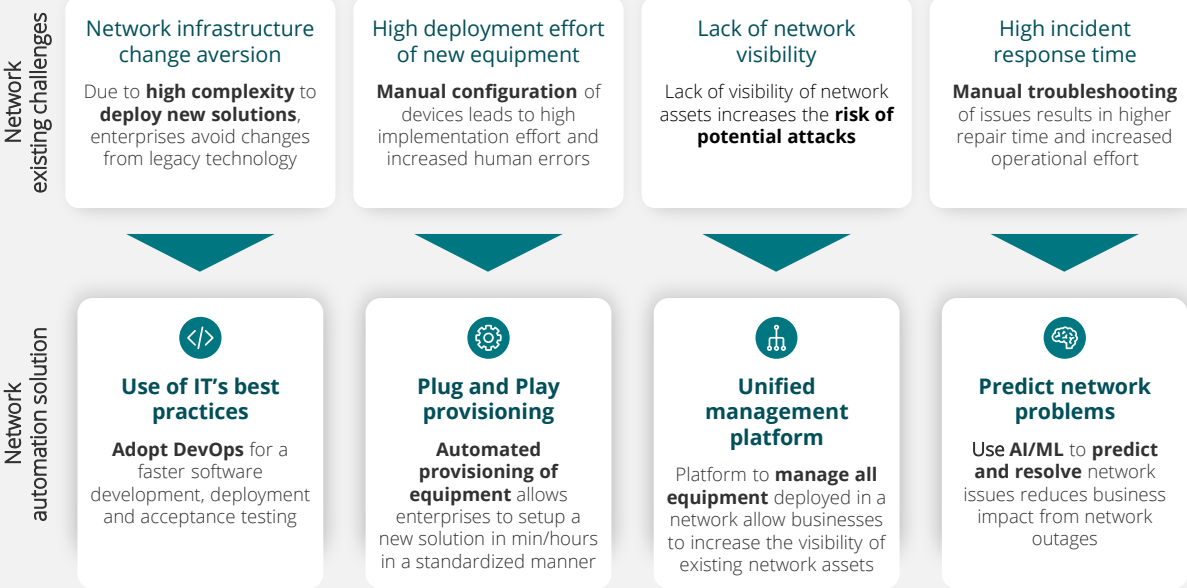 Network
existing challenges
Network infrastructure
change aversion
Due to high complexity to
deploy new solutions,
enterprises avoid changes
from legacy technology
High deployment effort
of new equipment
Manual configuration of
devices leads to high
implementation effort and
increased human errors
Lack of network
visibility
Lack of visibility of network
assets increases the risk of
potential attacks
High incident
response time
Manual troubleshooting
of issues results in higher
repair time and increased
operational effort
Network
automation solution
</>
Use of IT’s best
practices
Adopt DevOps for a
faster software
development, deployment
and acceptance testing
Plug and Play
provisioning
Automated
provisioning of
equipment allows
enterprises to setup a
new solution in min/hours
in a standardized manner
Unified
management
platform
Platform to manage all
equipment deployed in a
network allow businesses
to increase the visibility of
existing network assets
Predict network
problems
Use AI/ML to predict
and resolve network
issues reduces business
impact from network
outages